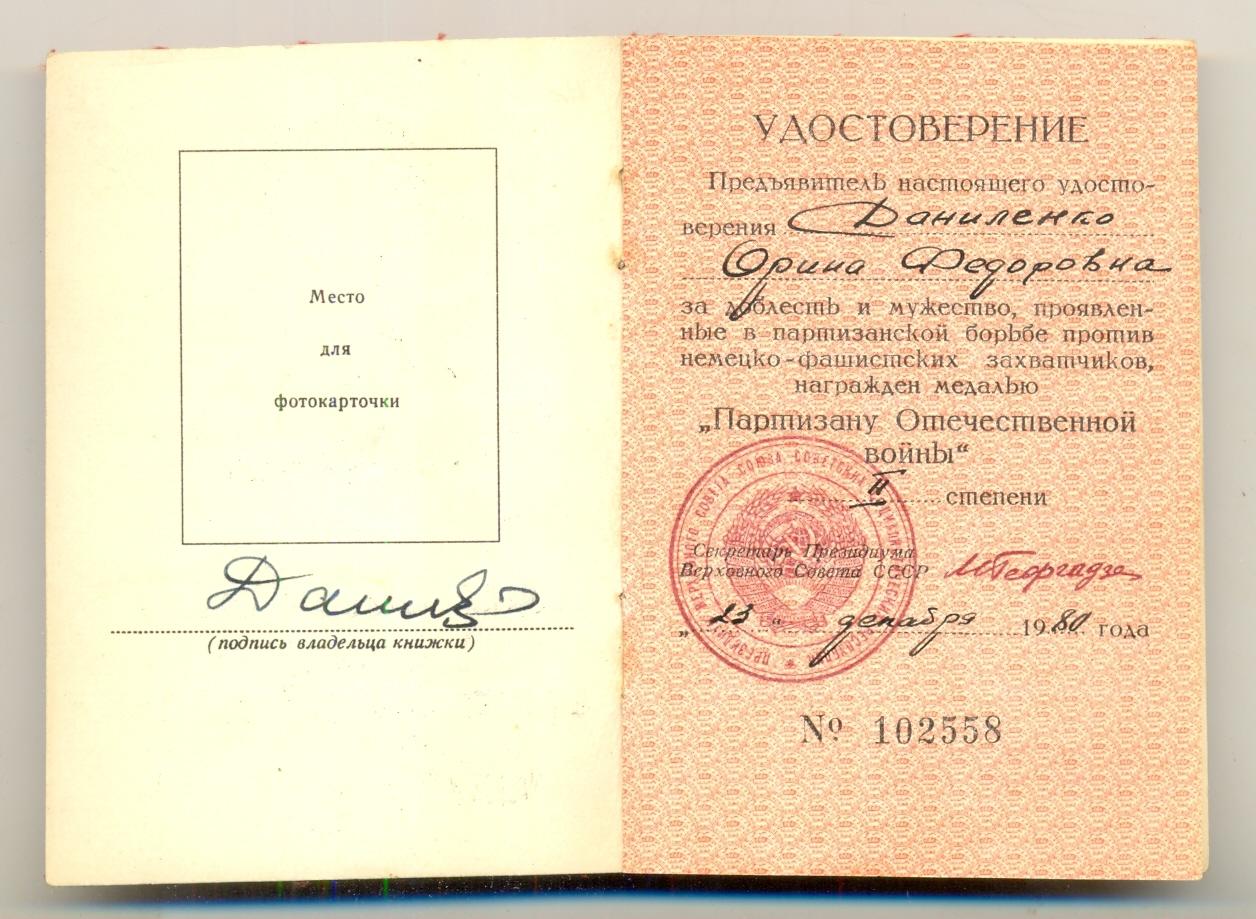 Место
для
фотокарточки
(подпись владельца книжки)
УДОСТОВЕРЕНИЕ
Предъявитель настоящего удосто-
верения Даниленко
Орина Федоровна
за доблесть и мужество, проявлен-
ные в партизанской борьбе против
немецко-фашистских захватчиков,
награжден медалью
„Партизану Отечественной
войны“
II степени
Секретарь Президиума
Верховного Совета СССР МГеоргадзе
„23“ декабря 1980 года
№ 102558